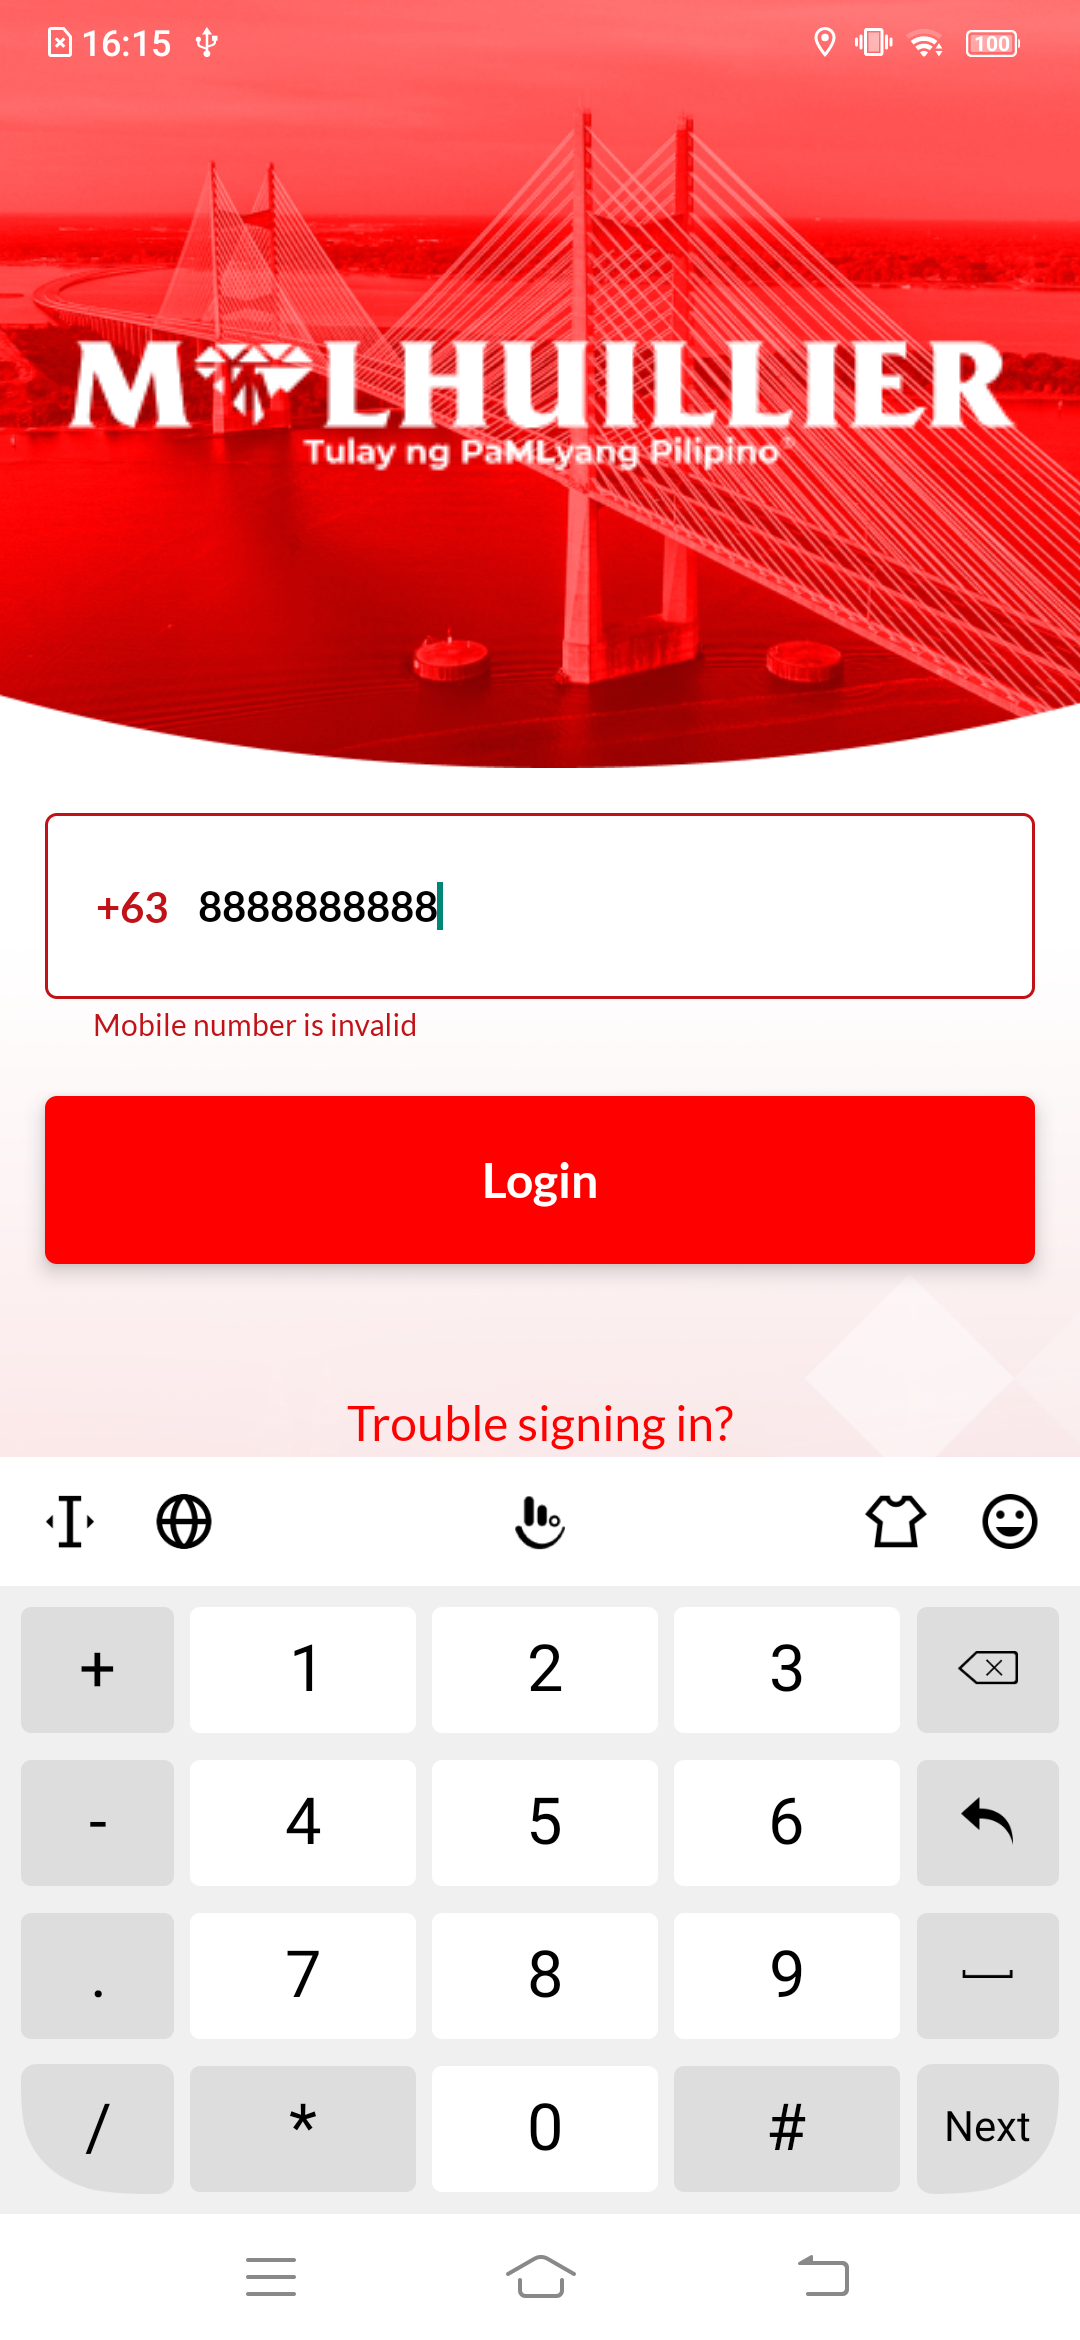 16:15
100
M LHUILLIER
Tulay ng PaMLyang Pilipino®
+63 8888888888
Mobile number is invalid
Login
Trouble signing in?
+ 1 2 3
- 4 5 6
. 7 8 9
/ * 0 # Next